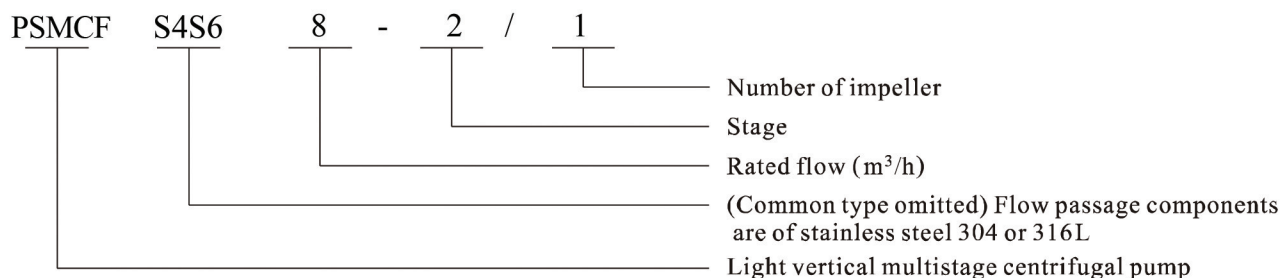 PSMCF S4S6 8 - 2 / 1
Number of impeller
Stage
Rated flow (m³/h)
(Common type omitted) Flow passage components
are of stainless steel 304 or 316L
Light vertical multistage centrifugal pump